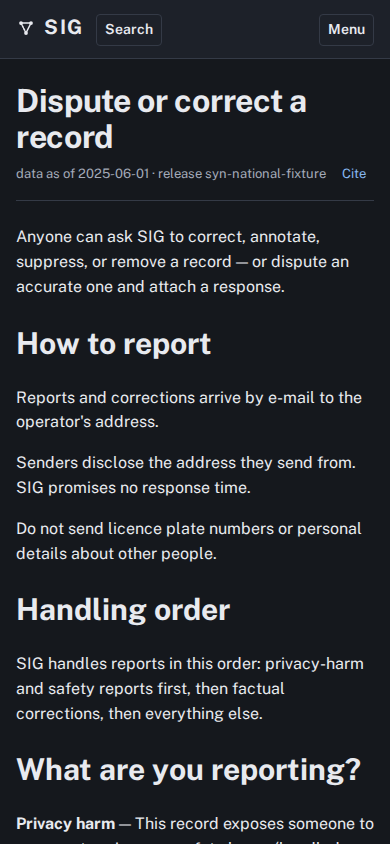 SIG Search Menu
Dispute or correct a
record
data as of 2025-06-01 · release syn-national-fixture Cite
Anyone can ask SIG to correct, annotate,
suppress, or remove a record — or dispute an
accurate one and attach a response.
How to report
Reports and corrections arrive by e-mail to the
operator's address.
Senders disclose the address they send from.
SIG promises no response time.
Do not send licence plate numbers or personal
details about other people.
Handling order
SIG handles reports in this order: privacy-harm
and safety reports first, then factual
corrections, then everything else.
What are you reporting?
Privacy harm — This record exposes someone to